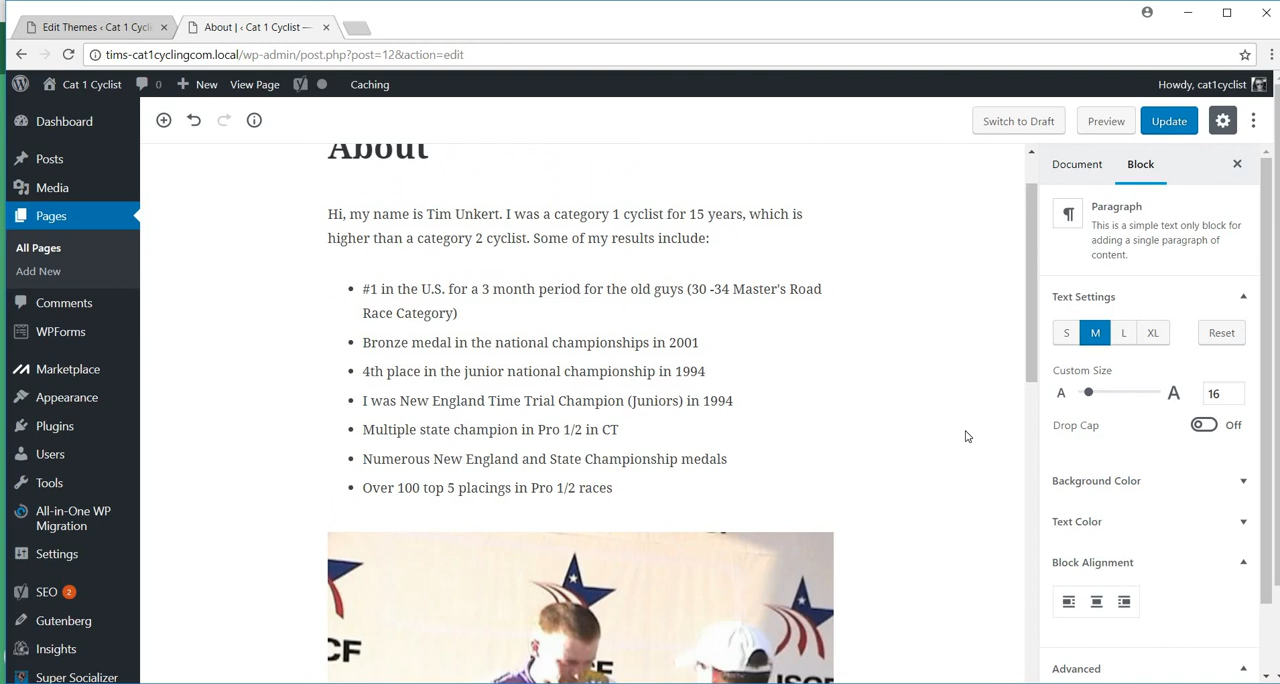 Edit Themes ‹ Cat 1 Cycli
About | ‹ Cat 1 Cyclist —
tims-cat1cyclingcom.local/wp-admin/post.php?post=12&action=edit
Cat 1 Cyclist 0 New View Page Caching Howdy, cat1cyclist
Dashboard
Posts
Media
Pages
All Pages
Add New
Comments
WPForms
Marketplace
Appearance
Plugins
Users
Tools
All-in-One WP
Migration
Settings
SEO 2
Gutenberg
Insights
Super Socializer
Switch to Draft Preview Update
About
Hi, my name is Tim Unkert. I was a category 1 cyclist for 15 years, which is
higher than a category 2 cyclist. Some of my results include:
• #1 in the U.S. for a 3 month period for the old guys (30 -34 Master's Road
Race Category)
• Bronze medal in the national championships in 2001
• 4th place in the junior national championship in 1994
• I was New England Time Trial Champion (Juniors) in 1994
• Multiple state champion in Pro 1/2 in CT
• Numerous New England and State Championship medals
• Over 100 top 5 placings in Pro 1/2 races
CF
Document Block
Paragraph
This is a simple text only block for
adding a single paragraph of
content.
Text Settings
S M L XL Reset
Custom Size
A A 16
Drop Cap Off
Background Color
Text Color
Block Alignment
Advanced